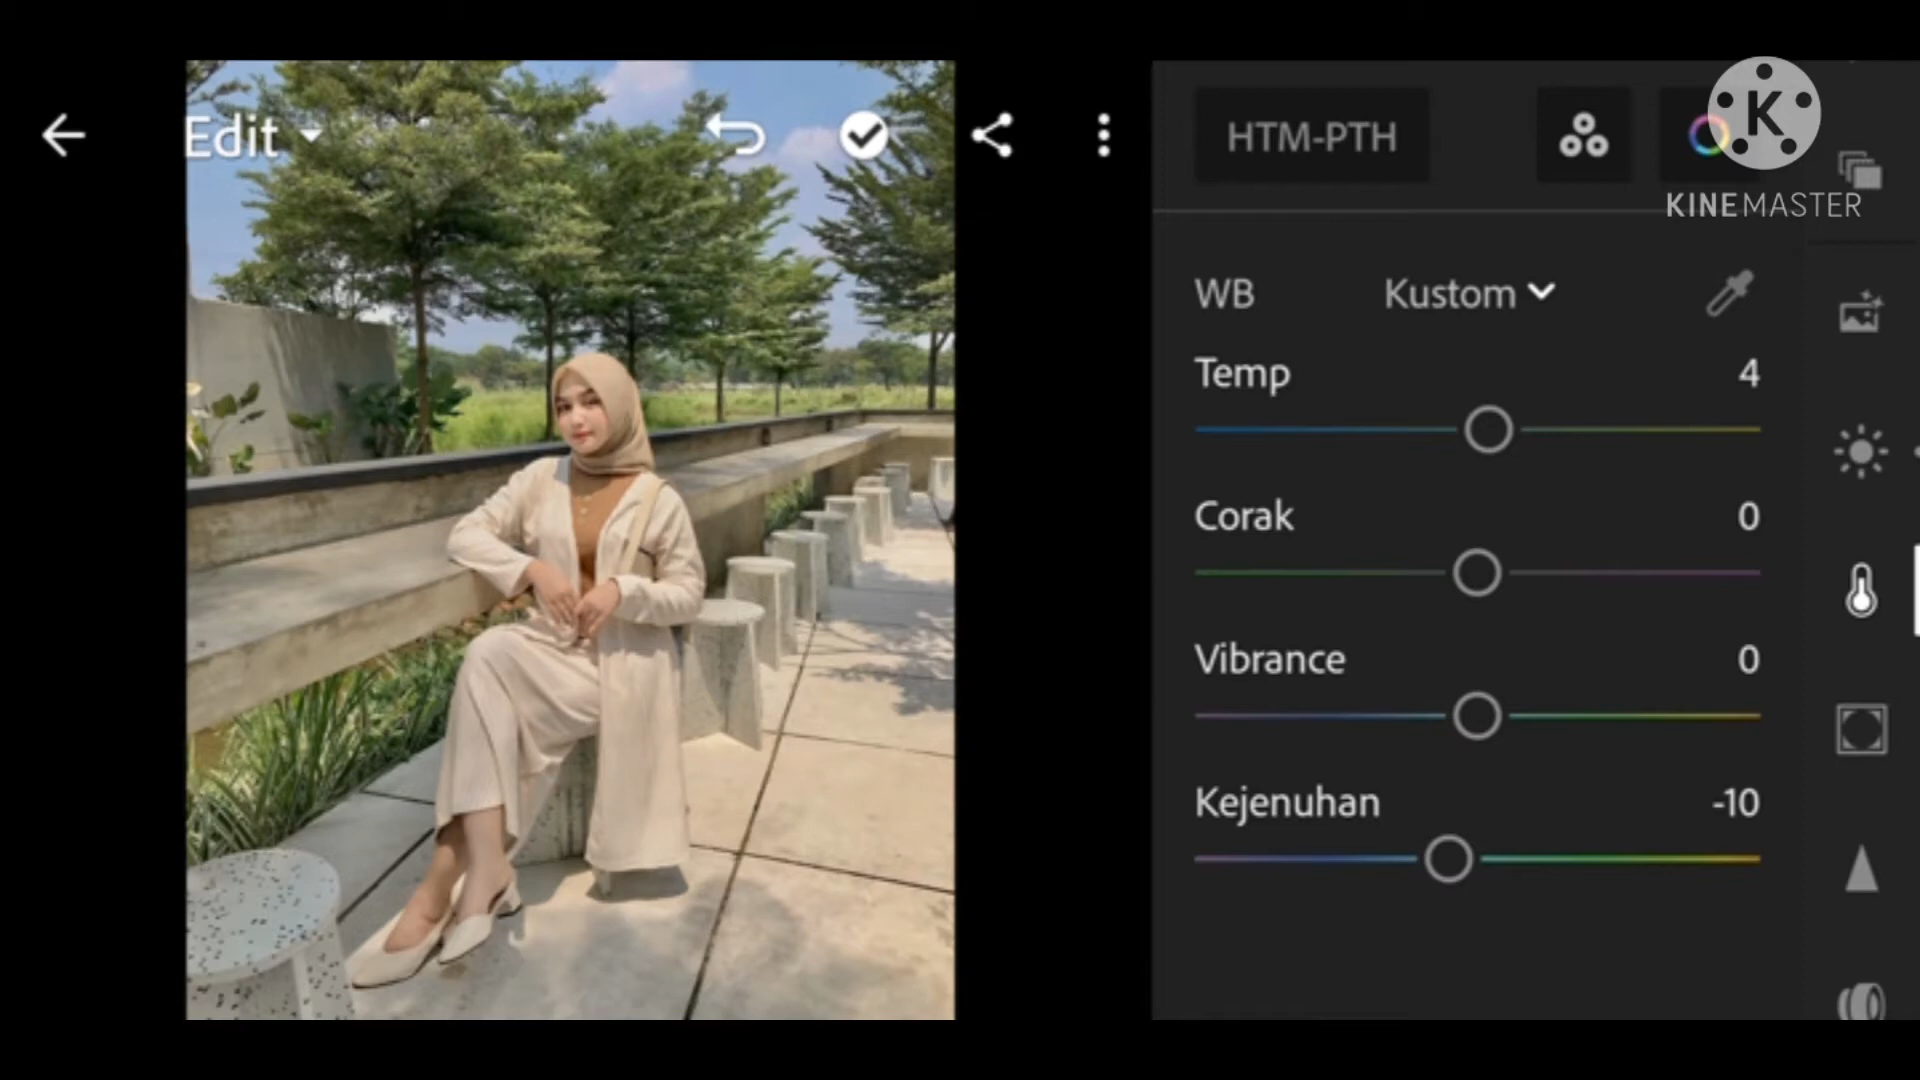 Edit
HTM-PTH
KINEMASTER
WB Kustom
Temp 4
Corak 0
Vibrance 0
Kejenuhan -10